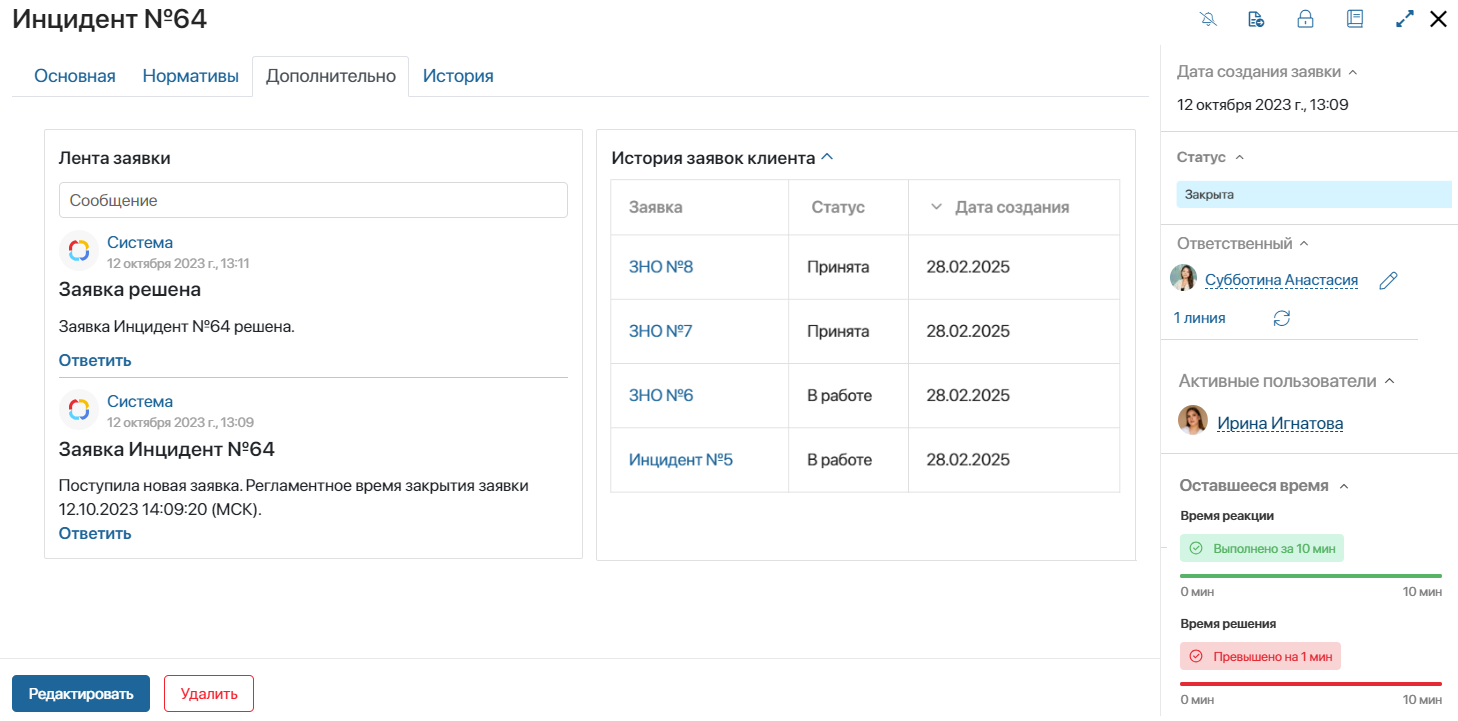 Инцидент №64
Основная Нормативы Дополнительно История
Лента заявки
Сообщение
Система
12 октября 2023 г., 13:11
Заявка решена
Заявка Инцидент №64 решена.
Ответить
Система
12 октября 2023 г., 13:09
Заявка Инцидент №64
Поступила новая заявка. Регламентное время закрытия заявки
12.10.2023 14:09:20 (МСК).
Ответить
История заявок клиента
Заявка Статус Дата создания
ЗНО №8 Принята 28.02.2025
ЗНО №7 Принята 28.02.2025
ЗНО №6 В работе 28.02.2025
Инцидент №5 В работе 28.02.2025
Редактировать Удалить
Дата создания заявки
12 октября 2023 г., 13:09
Статус
Закрыта
Ответственный
Субботина Анастасия
1 линия
Активные пользователи
Ирина Игнатова
Оставшееся время
Время реакции
Выполнено за 10 мин
0 мин 10 мин
Время решения
Превышено на 1 мин
0 мин 10 мин